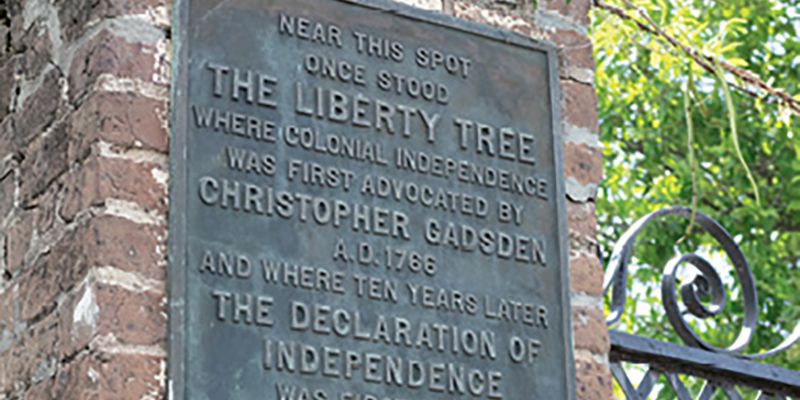 NEAR THIS SPOT
ONCE STOOD
THE LIBERTY TREE
WHERE COLONIAL INDEPENDENCE
WAS FIRST ADVOCATED BY
CHRISTOPHER GADSDEN
A.D. 1766
AND WHERE TEN YEARS LATER
THE DECLARATION OF
INDEPENDENCE
WAS